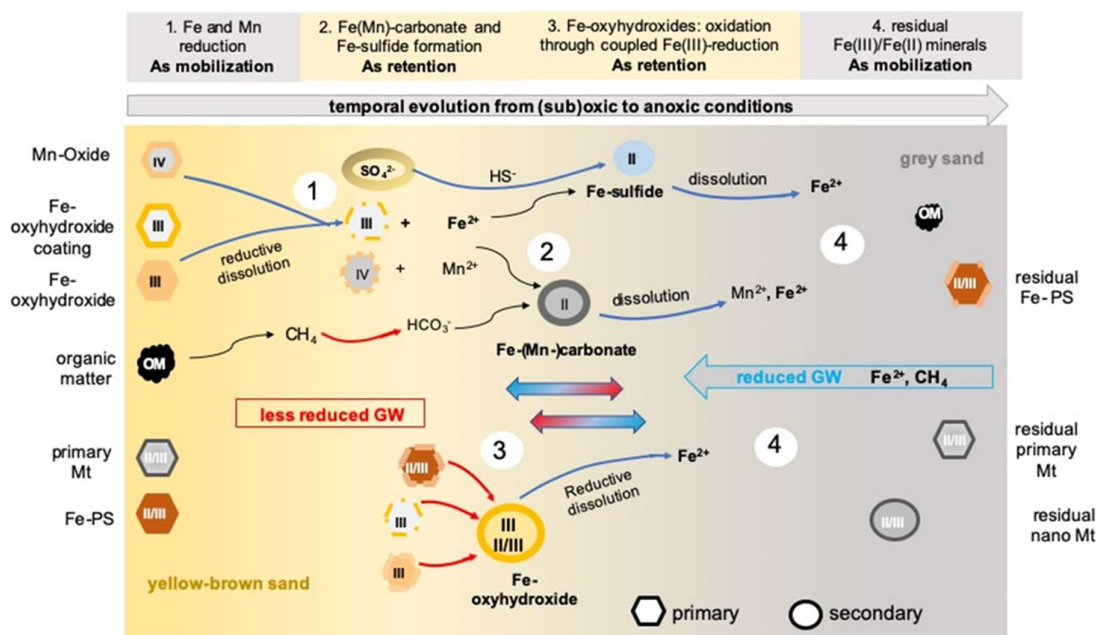 1. Fe and Mn
reduction
As mobilization
2. Fe(Mn)-carbonate and
Fe-sulfide formation
As retention
3. Fe-oxyhydroxides: oxidation
through coupled Fe(III)-reduction
As retention
4. residual
Fe(III)/Fe(II) minerals
As mobilization
temporal evolution from (sub)oxic to anoxic conditions
Mn-Oxide
IV
Fe-
oxyhydroxide
coating
III
Fe-
oxyhydroxide
III
organic
matter
OM
primary
Mt
II/III
Fe-PS
II/III
1
SO₄²⁻
HS⁻
II
Fe-sulfide
dissolution
Fe²⁺
grey sand
OM
III
+
Fe²⁺
reductive
dissolution
IV
+
Mn²⁺
2
4
II
dissolution
Mn²⁺, Fe²⁺
II/III
residual
Fe-PS
CH₄
HCO₃⁻
Fe-(Mn-)carbonate
reduced GW Fe²⁺, CH₄
less reduced GW
3
II/III
III
III
III
II/III
Fe-
oxyhydroxide
Reductive
dissolution
Fe²⁺
4
II/III
residual
primary
Mt
II/III
residual
nano Mt
yellow-brown sand
primary
secondary